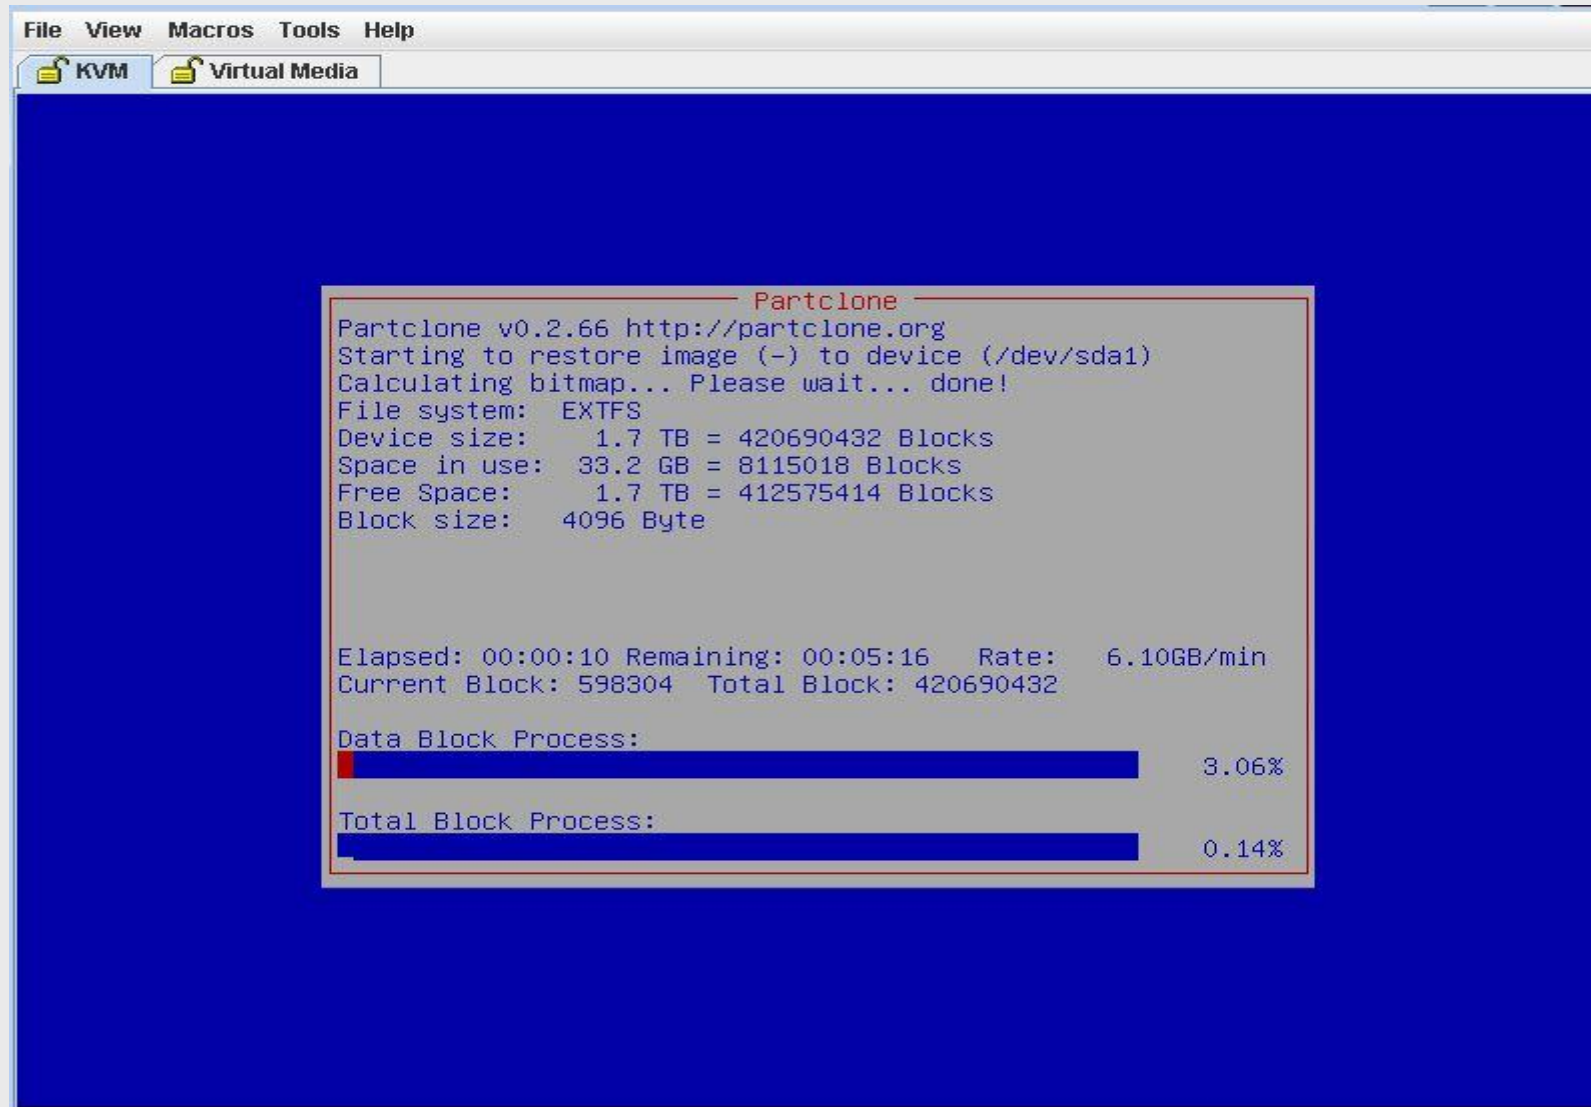 File View Macros Tools Help
KVM Virtual Media
Partclone
Partclone v0.2.66 http://partclone.org
Starting to restore image (-) to device (/dev/sda1)
Calculating bitmap... Please wait... done!
File system: EXTFS
Device size: 1.7 TB = 420690432 Blocks
Space in use: 33.2 GB = 8115018 Blocks
Free Space: 1.7 TB = 412575414 Blocks
Block size: 4096 Byte
Elapsed: 00:00:10 Remaining: 00:05:16 Rate: 6.10GB/min
Current Block: 598304 Total Block: 420690432
Data Block Process:
3.06%
Total Block Process:
0.14%